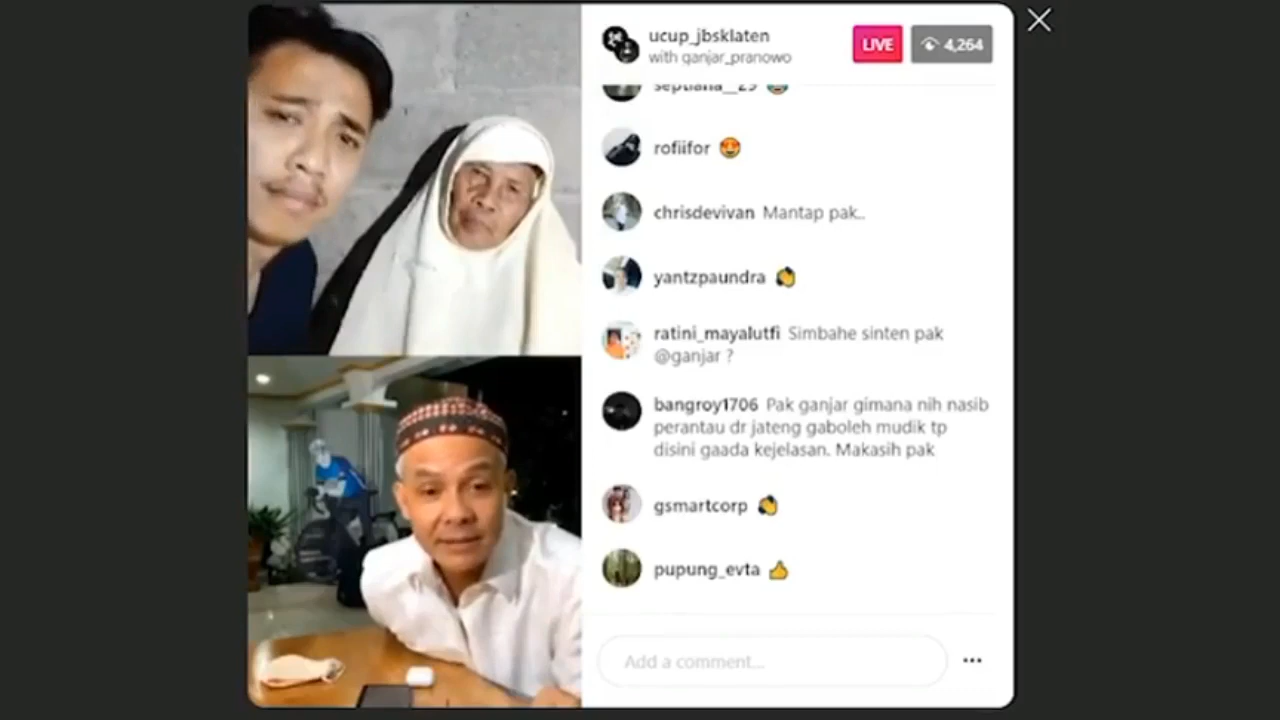 ucup_jbsklaten
with ganjar_pranowo
LIVE
4,264
septiana__29
rofiifor
chrisdevivan Mantap pak..
yantzpaundra
ratini_mayalutfi Simbahe sinten pak
@ganjar ?
bangroy1706 Pak ganjar gimana nih nasib
perantau dr jateng gaboleh mudik tp
disini gaada kejelasan. Makasih pak
gsmartcorp
pupung_evta
Add a comment...